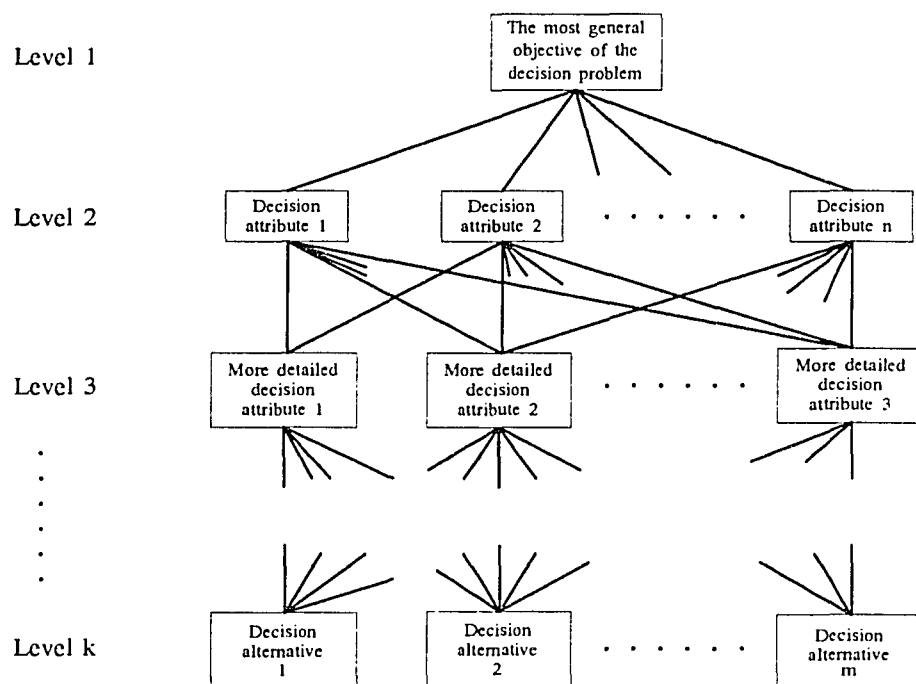 Level 1
The most general
objective of the
decision problem
Level 2
Decision
attribute 1
Decision
attribute 2
. . . . . . .
Decision
attribute n
Level 3
More detailed
decision
attribute 1
More detailed
decision
attribute 2
. . . . . . .
More detailed
decision
attribute 3
Level k
Decision
alternative
1
Decision
alternative
2
. . . . . . .
Decision
alternative
m